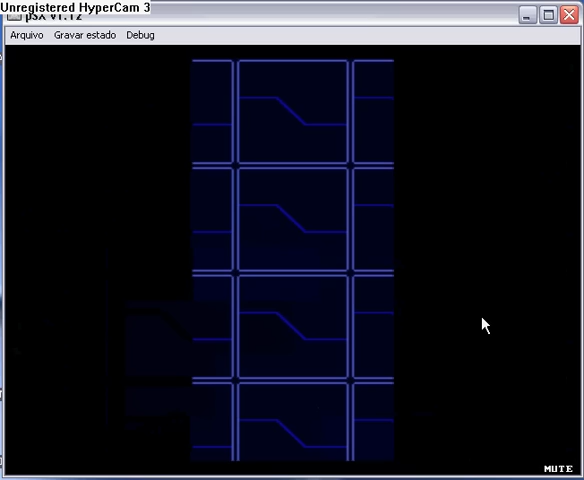 Unregistered HyperCam 3
pSX v1.12
Arquivo Gravar estado Debug
MUTE